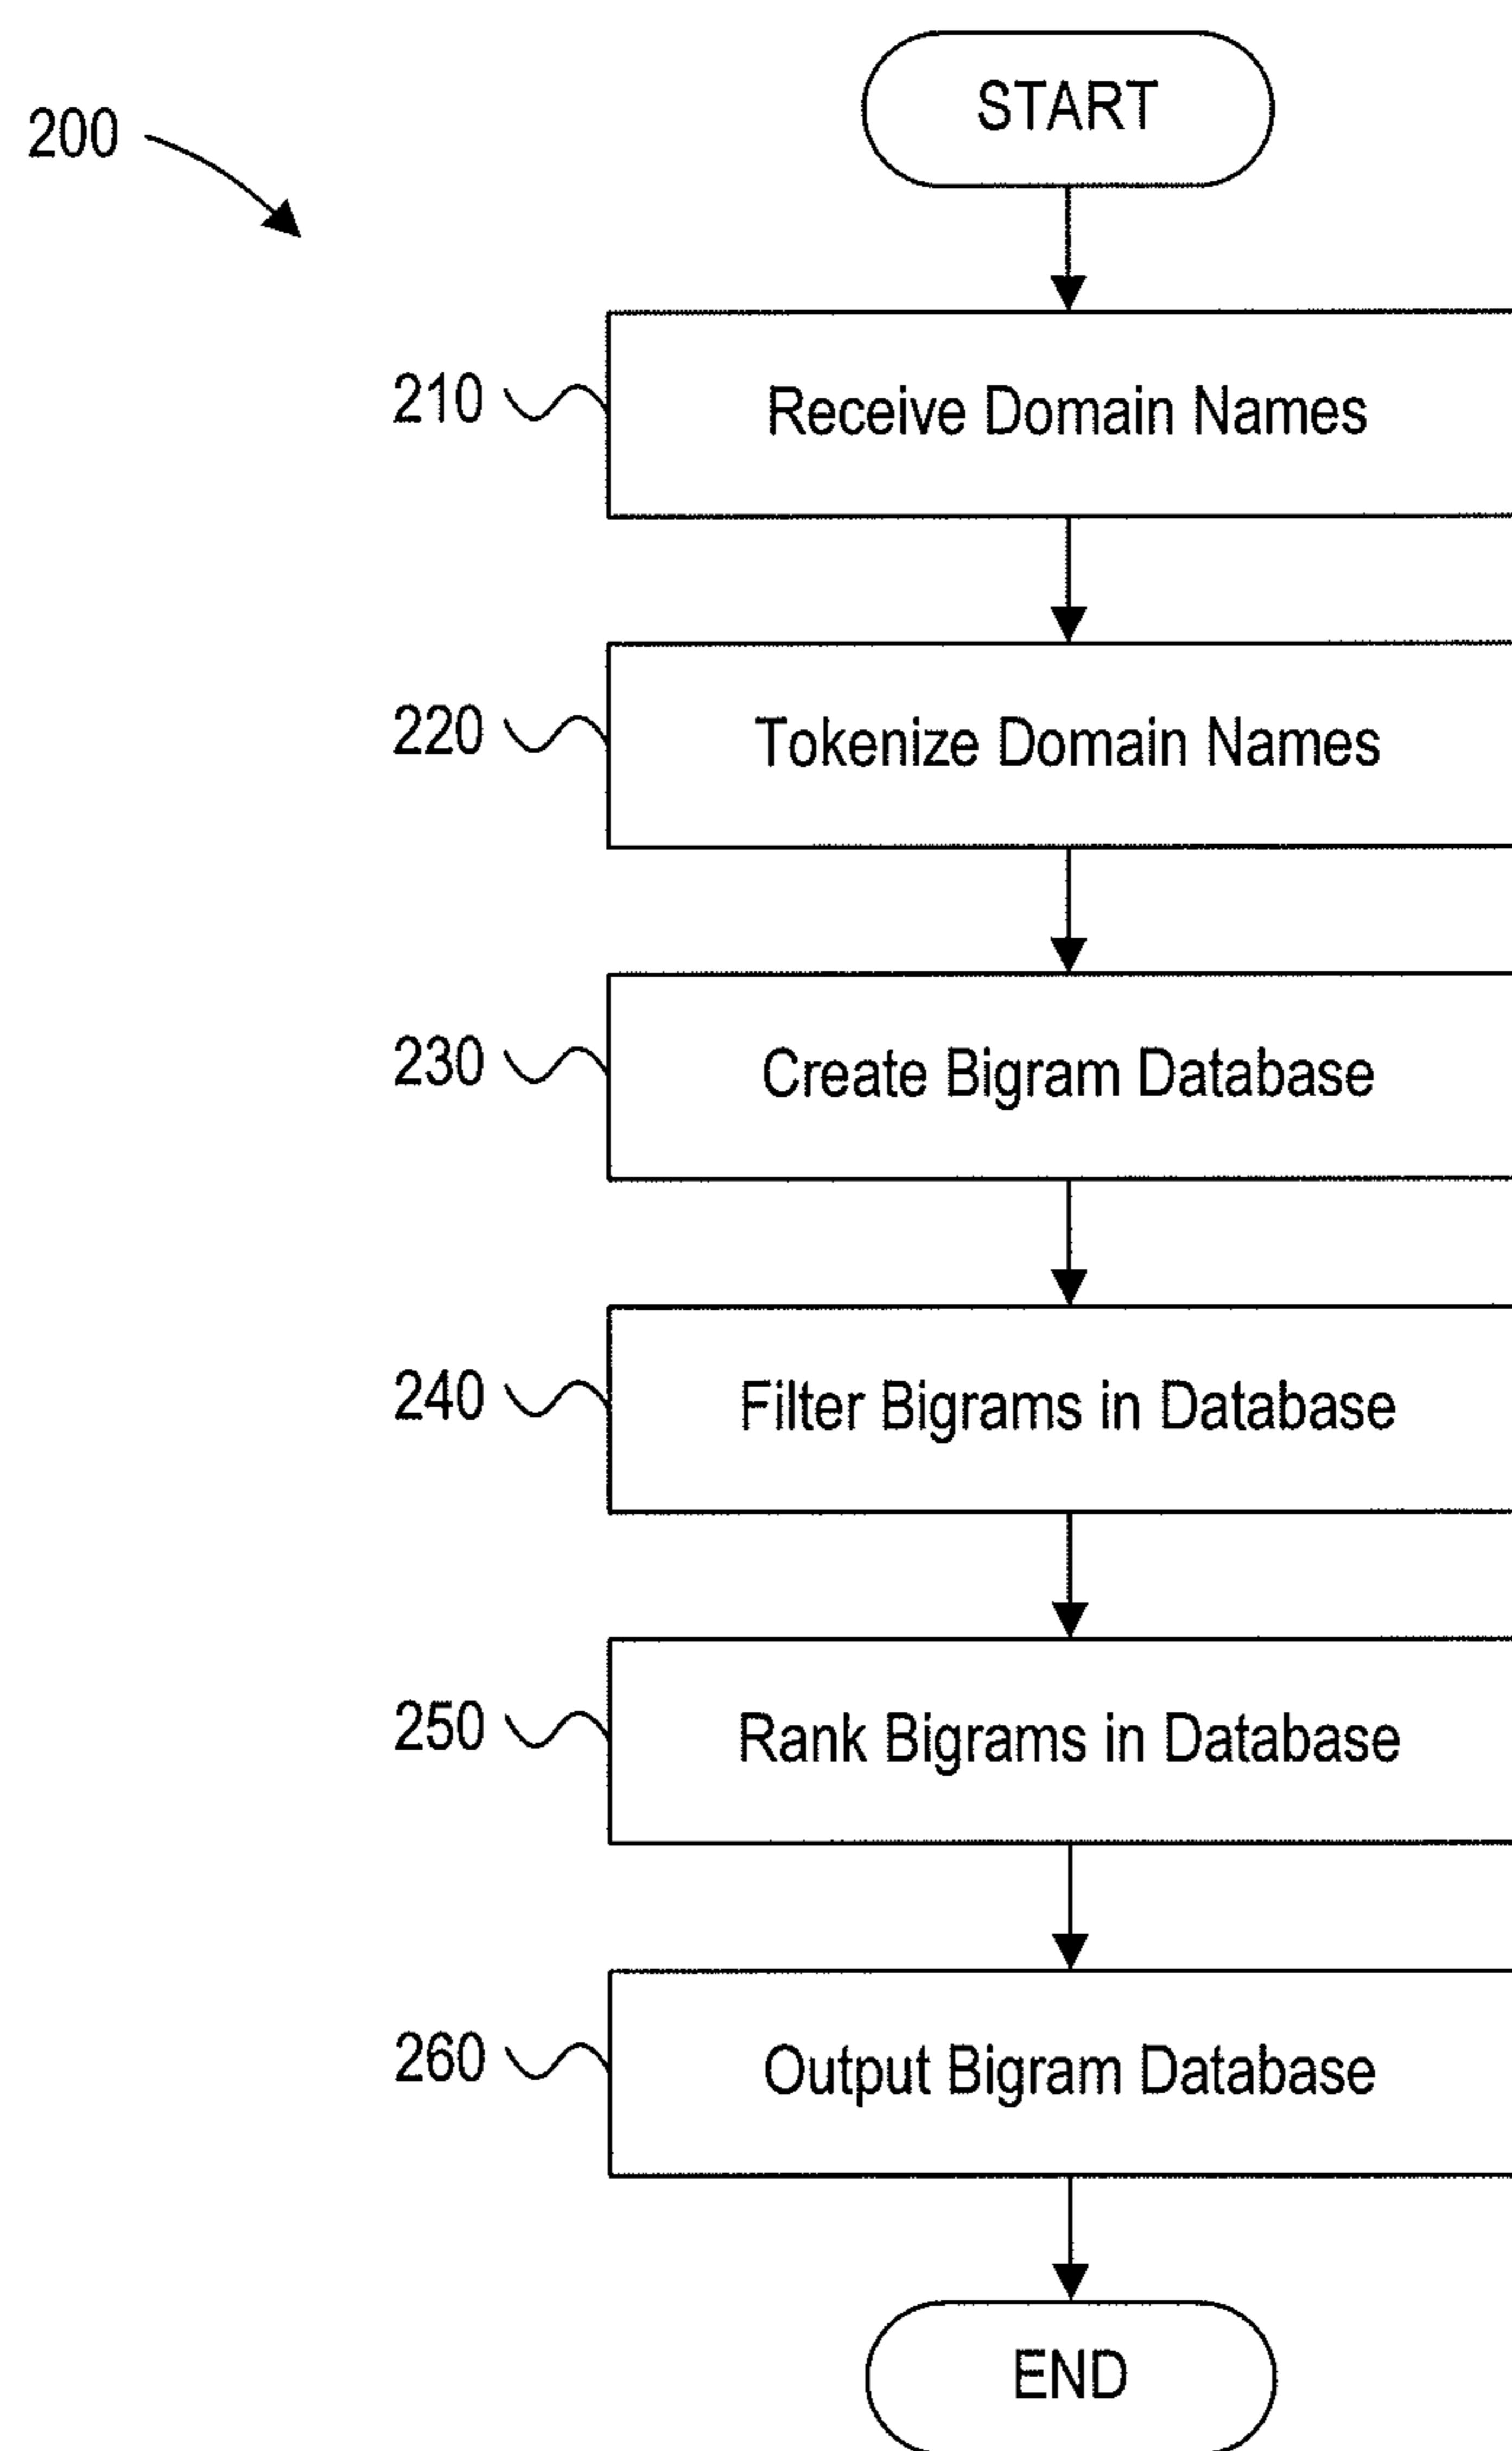 200
START
210
Receive Domain Names
220
Tokenize Domain Names
230
Create Bigram Database
240
Filter Bigrams in Database
250
Rank Bigrams in Database
260
Output Bigram Database
END